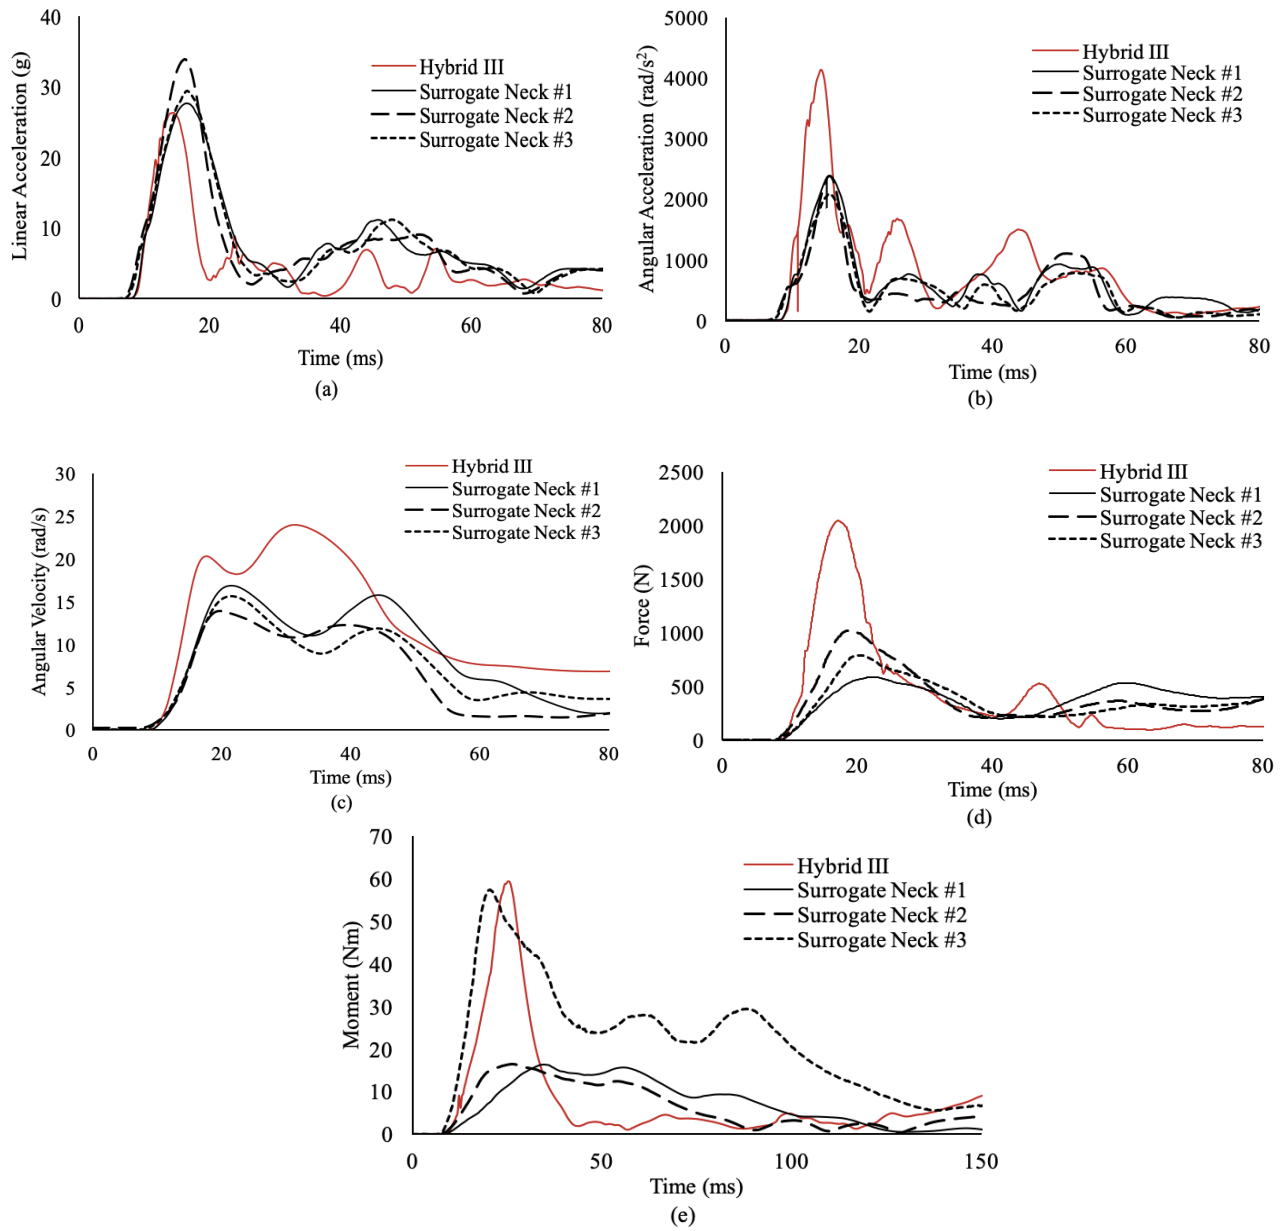 Linear Acceleration (g)
40
30
20
10
0
0 20 40 60 80
Time (ms)
(a)
Hybrid III
Surrogate Neck #1
Surrogate Neck #2
Surrogate Neck #3
Angular Acceleration (rad/s²)
5000
4000
3000
2000
1000
0
0 20 40 60 80
Time (ms)
(b)
Hybrid III
Surrogate Neck #1
Surrogate Neck #2
Surrogate Neck #3
Angular Velocity (rad/s)
30
25
20
15
10
5
0
0 20 40 60 80
Time (ms)
(c)
Hybrid III
Surrogate Neck #1
Surrogate Neck #2
Surrogate Neck #3
Force (N)
2500
2000
1500
1000
500
0
0 20 40 60 80
Time (ms)
(d)
Hybrid III
Surrogate Neck #1
Surrogate Neck #2
Surrogate Neck #3
Moment (Nm)
70
60
50
40
30
20
10
0
0 50 100 150
Time (ms)
(e)
Hybrid III
Surrogate Neck #1
Surrogate Neck #2
Surrogate Neck #3